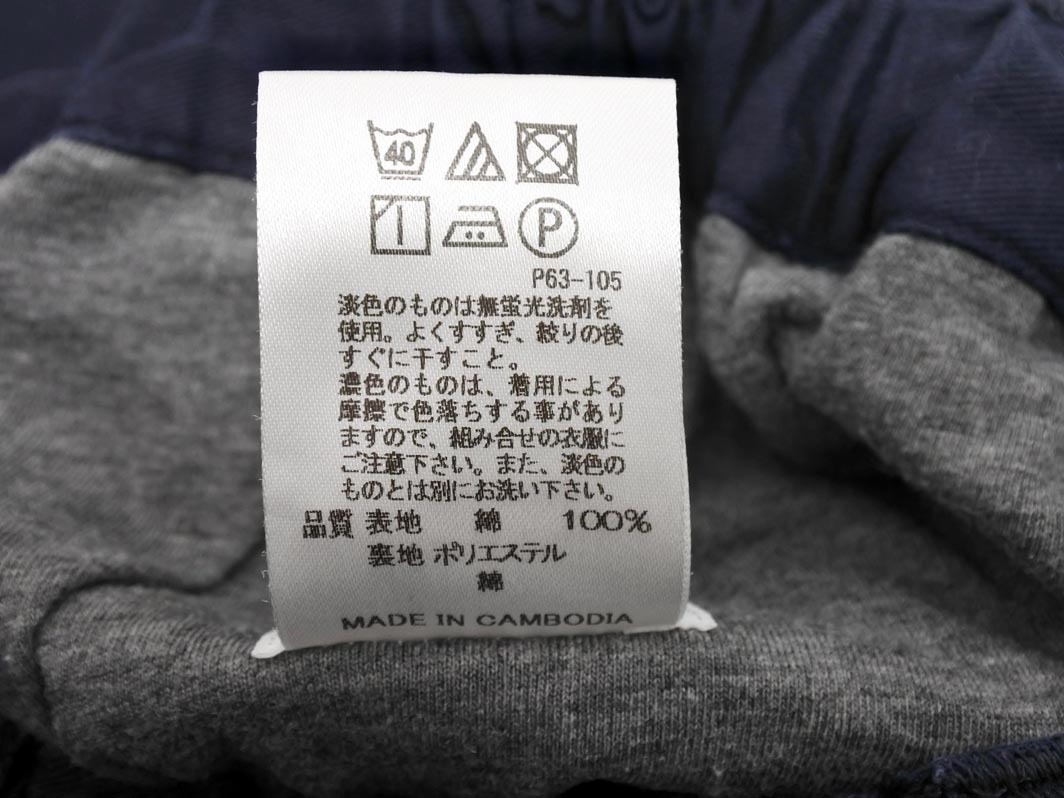 40
P
P63-105
淡色のものは無蛍光洗剤を
使用。よくすすぎ、絞りの後
すぐに干すこと。
濃色のものは、着用による
摩擦で色落ちする事があり
ますので、組み合せの衣服に
ご注意下さい。また、淡色の
ものとは別にお洗い下さい。
品質 表地 綿 100%
裏地 ポリエステル
綿
MADE IN CAMBODIA